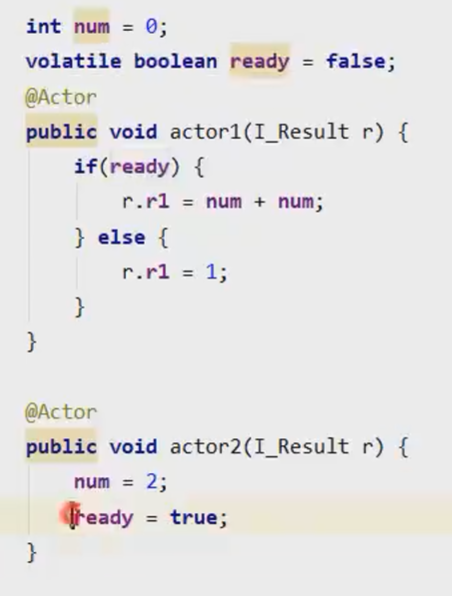 int num = 0;
volatile boolean ready = false;
@Actor
public void actor1(I_Result r) {
if(ready) {
r.r1 = num + num;
} else {
r.r1 = 1;
}
}
@Actor
public void actor2(I_Result r) {
num = 2;
ready = true;
}